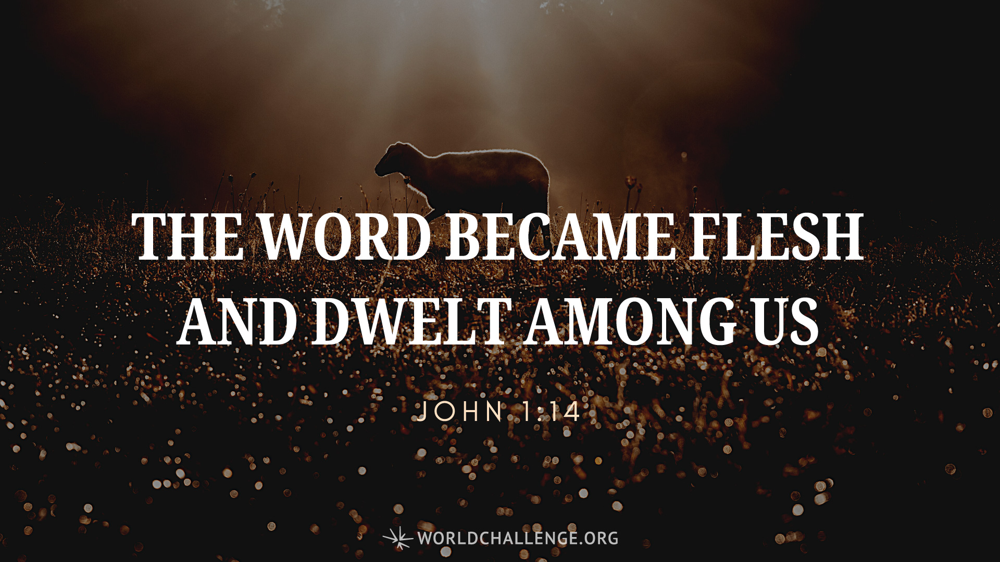 THE WORD BECAME FLESH
AND DWELT AMONG US
JOHN 1:14
WORLDCHALLENGE.ORG